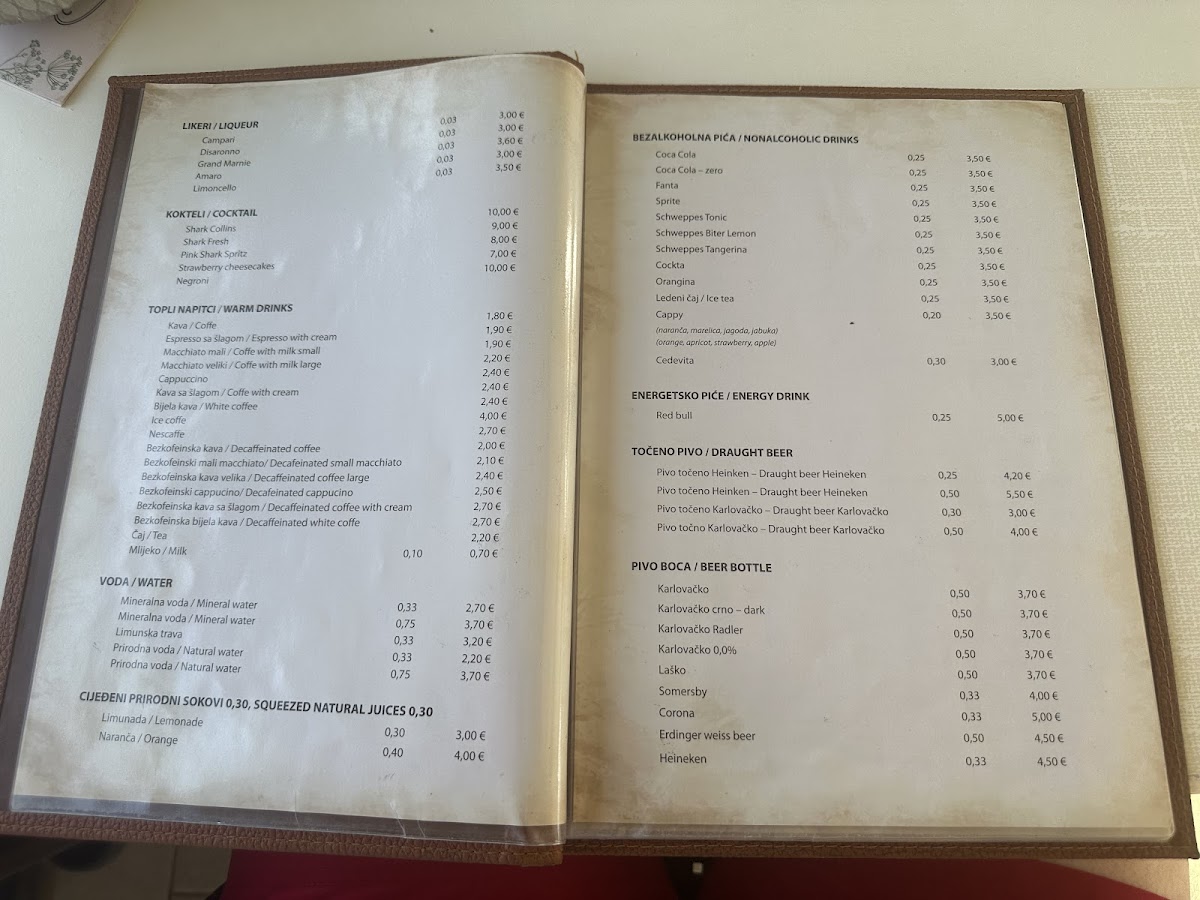 LIKERI / LIQUEUR
Campari 0,03 3,00 €
Disaronno 0,03 3,00 €
Grand Marnie 0,03 3,60 €
Amaro 0,03 3,00 €
Limoncello 0,03 3,50 €
KOKTELI / COCKTAIL
Shark Collins 10,00 €
Shark Fresh 9,00 €
Pink Shark Spritz 8,00 €
Strawberry cheesecakes 7,00 €
Negroni 10,00 €
TOPLI NAPITCI / WARM DRINKS
Kava / Coffe 1,80 €
Espresso sa šlagom / Espresso with cream 1,90 €
Macchiato mali / Coffe with milk small 1,90 €
Macchiato veliki / Coffe with milk large 2,20 €
Cappuccino 2,40 €
Kava sa šlagom / Coffe with cream 2,40 €
Bijela kava / White coffee 2,40 €
Ice coffe 4,00 €
Nescaffe 2,70 €
Bezkofeinska kava / Decaffeinated coffee 2,00 €
Bezkofeinski mali macchiato/ Decafeinated small macchiato 2,10 €
Bezkofeinska kava velika / Decaffeinated coffee large 2,40 €
Bezkofeinski cappucino/ Decafeinated cappucino 2,50 €
Bezkofeinska kava sa šlagom / Decaffeinated coffee with cream 2,70 €
Bezkofeinska bijela kava / Decaffeinated white coffe 2,70 €
Čaj / Tea 2,20 €
Mlijeko / Milk 0,10 0,70 €
VODA / WATER
Mineralna voda / Mineral water 0,33 2,70 €
Mineralna voda / Mineral water 0,75 3,70 €
Limunska trava 0,33 3,20 €
Prirodna voda / Natural water 0,33 2,20 €
Prirodna voda / Natural water 0,75 3,70 €
CIJEĐENI PRIRODNI SOKOVI 0,30, SQUEEZED NATURAL JUICES 0,30
Limunada / Lemonade 0,30 3,00 €
Naranča / Orange 0,40 4,00 €
BEZALKOHOLNA PIĆA / NONALCOHOLIC DRINKS
Coca Cola 0,25 3,50 €
Coca Cola – zero 0,25 3,50 €
Fanta 0,25 3,50 €
Sprite 0,25 3,50 €
Schweppes Tonic 0,25 3,50 €
Schweppes Biter Lemon 0,25 3,50 €
Schweppes Tangerina 0,25 3,50 €
Cockta 0,25 3,50 €
Orangina 0,25 3,50 €
Ledeni čaj / Ice tea 0,25 3,50 €
Cappy 0,20 3,50 €
(naranča, marelica, jagoda, jabuka)
(orange, apricot, strawberry, apple)
Cedevita 0,30 3,00 €
ENERGETSKO PIĆE / ENERGY DRINK
Red bull 0,25 5,00 €
TOČENO PIVO / DRAUGHT BEER
Pivo točeno Heinken – Draught beer Heineken 0,25 4,20 €
Pivo točeno Heinken – Draught beer Heineken 0,50 5,50 €
Pivo točeno Karlovačko – Draught beer Karlovačko 0,30 3,00 €
Pivo točno Karlovačko – Draught beer Karlovačko 0,50 4,00 €
PIVO BOCA / BEER BOTTLE
Karlovačko 0,50 3,70 €
Karlovačko crno – dark 0,50 3,70 €
Karlovačko Radler 0,50 3,70 €
Karlovačko 0,0% 0,50 3,70 €
Laško 0,50 3,70 €
Somersby 0,33 4,00 €
Corona 0,33 5,00 €
Erdinger weiss beer 0,50 4,50 €
Heineken 0,33 4,50 €